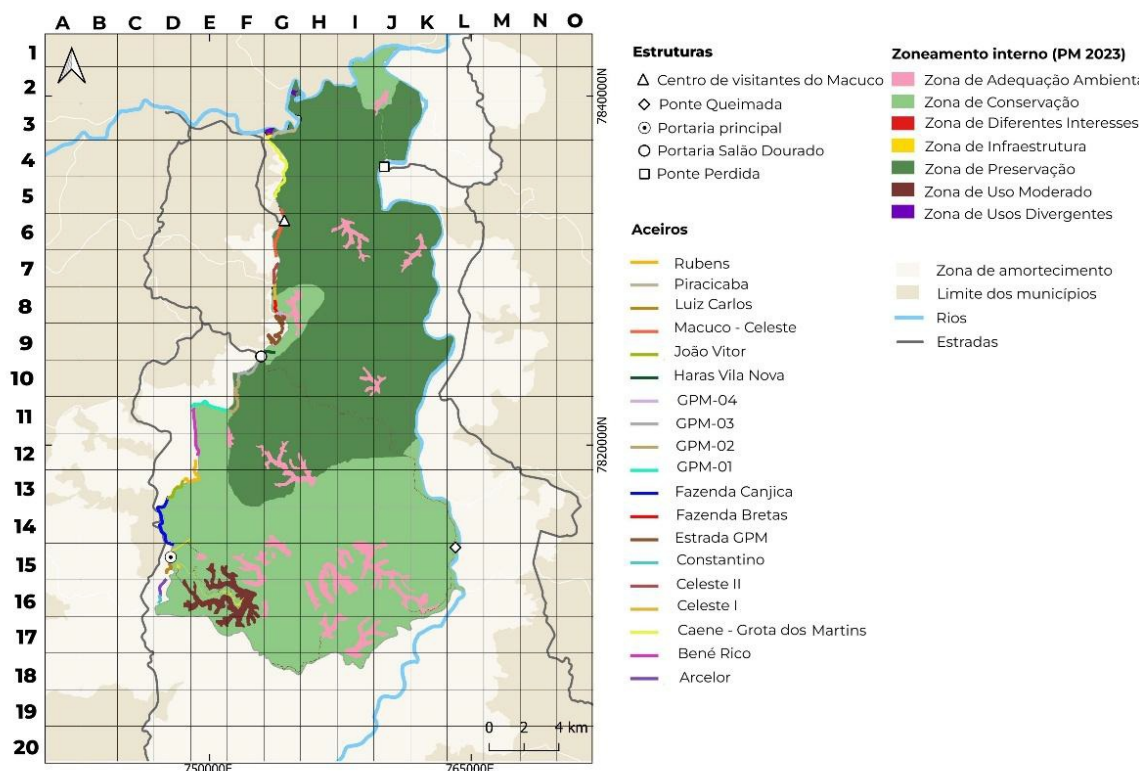 A B C D E F G H I J K L M N O
1
2
3
4
5
6
7
8
9
10
11
12
13
14
15
16
17
18
19
20
7840000N
7820000N
750000E
765000E
0 2 4 km
Estruturas
Centro de visitantes do Macuco
Ponte Queimada
Portaria principal
Portaria Salão Dourado
Ponte Perdida
Aceiros
Rubens
Piracicaba
Luiz Carlos
Macuco - Celeste
João Vitor
Haras Vila Nova
GPM-04
GPM-03
GPM-02
GPM-01
Fazenda Canjica
Fazenda Bretas
Estrada GPM
Constantino
Celeste II
Celeste I
Caene - Grota dos Martins
Bené Rico
Arcelor
Zoneamento interno (PM 2023)
Zona de Adequação Ambienta
Zona de Conservação
Zona de Diferentes Interesses
Zona de Infraestrutura
Zona de Preservação
Zona de Uso Moderado
Zona de Usos Divergentes
Zona de amortecimento
Limite dos municípios
Rios
Estradas